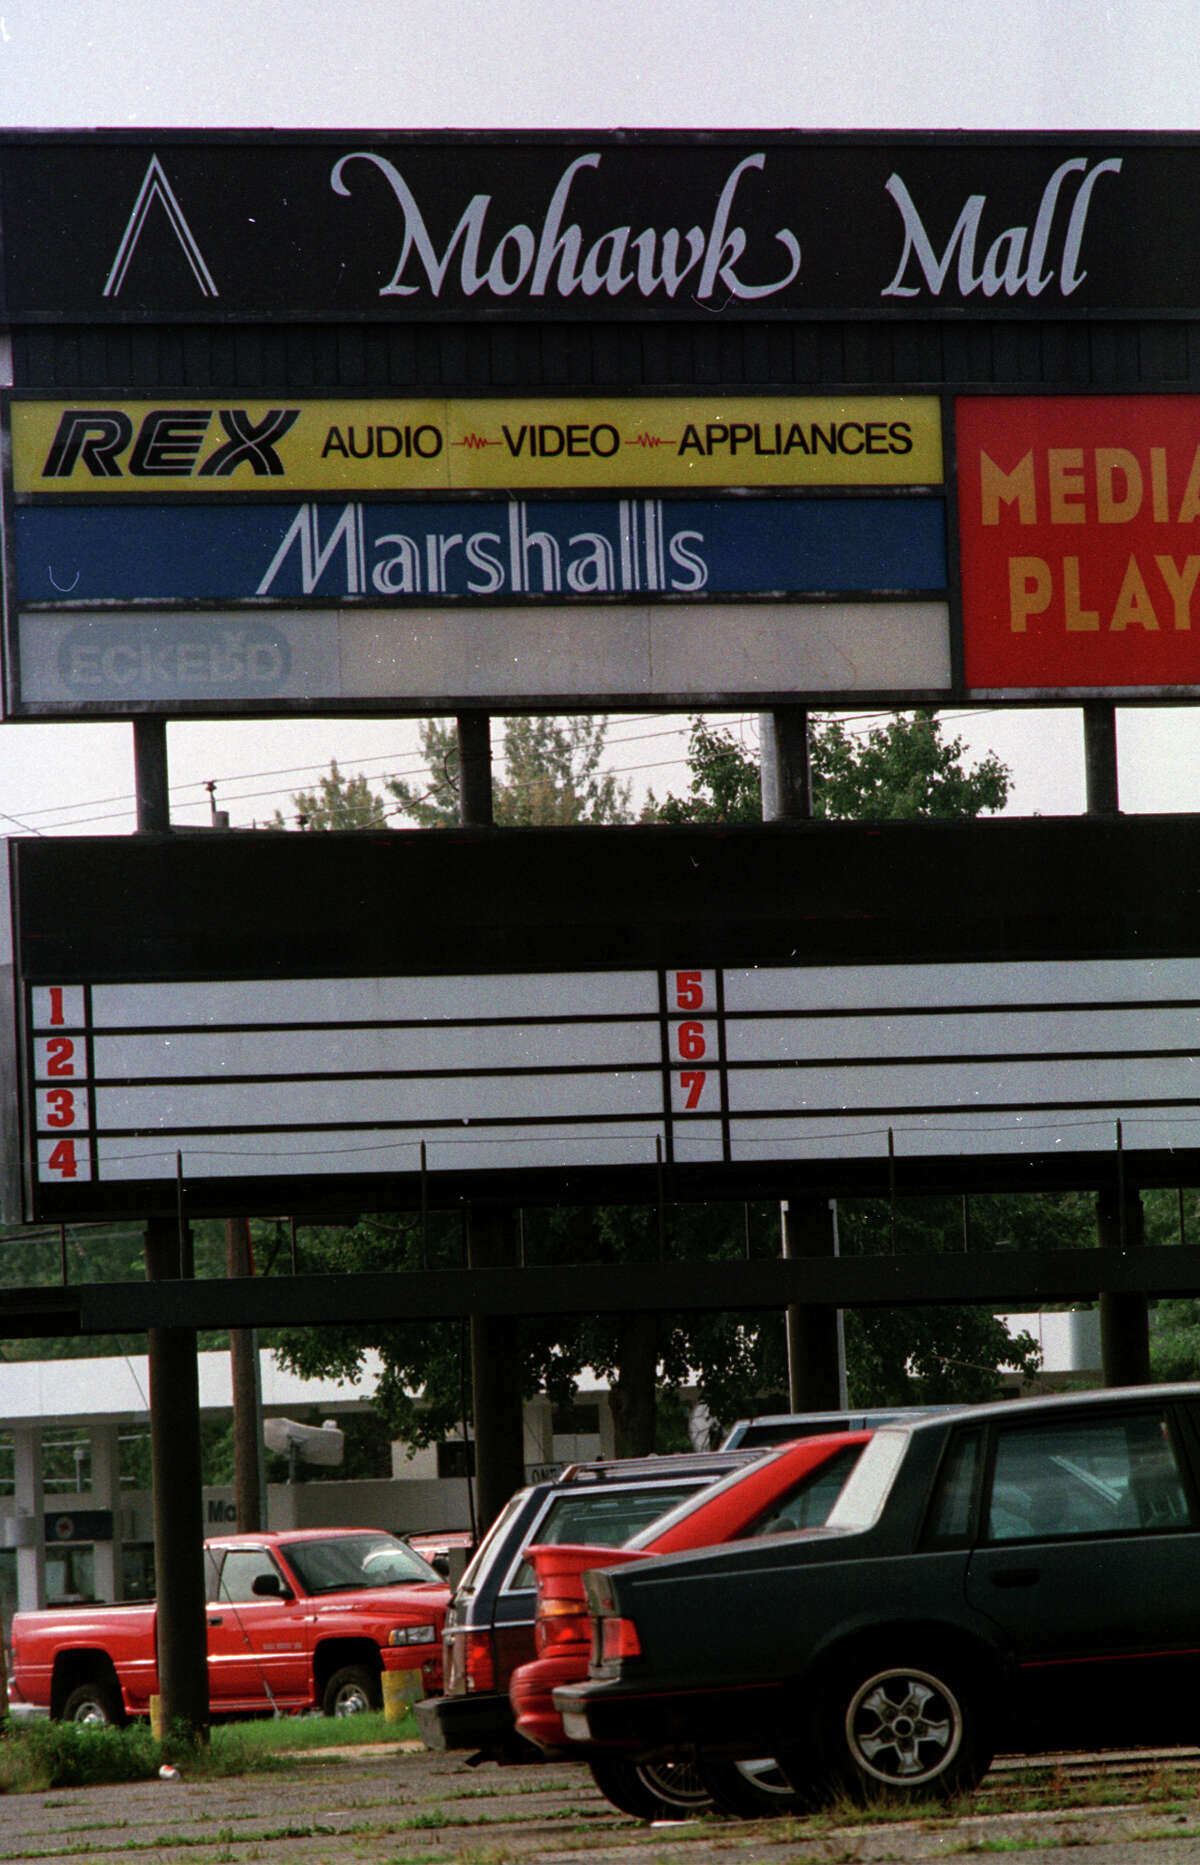 Mohawk Mall
REX AUDIO VIDEO APPLIANCES
Marshalls
ECKERD
MEDIA
PLAY
1
2
3
4
5
6
7